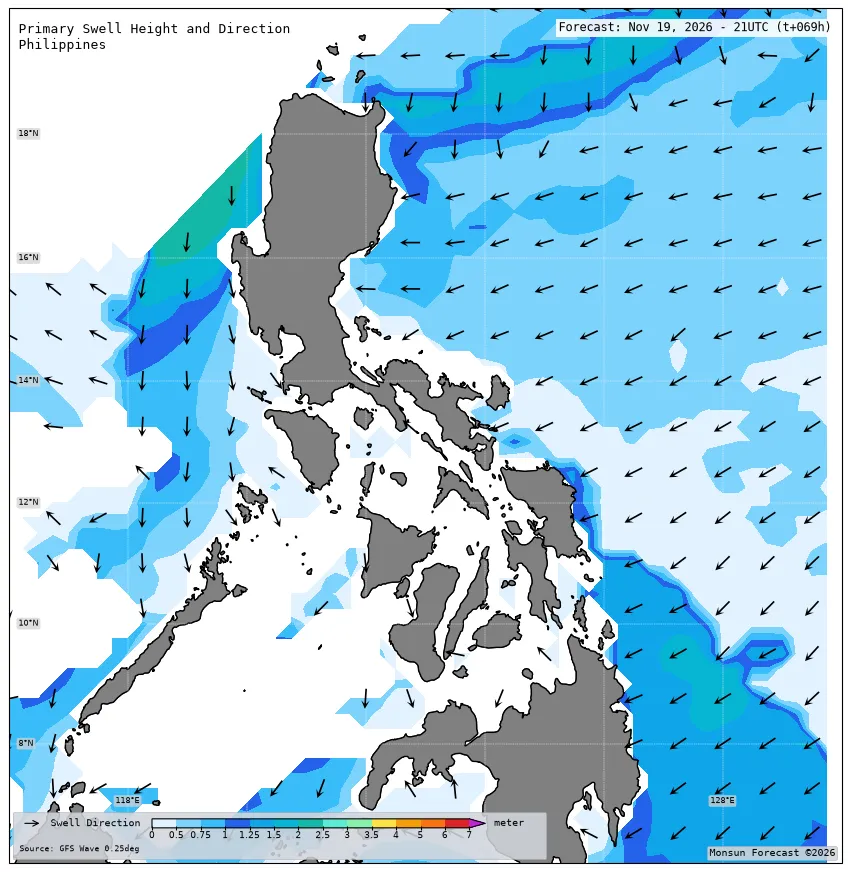 Primary Swell Height and Direction
Philippines
Forecast: Nov 19, 2026 - 21UTC (t+069h)
18°N
16°N
14°N
12°N
10°N
8°N
118°E
128°E
Swell Direction
meter
0 0.5 0.75 1 1.25 1.5 2 2.5 3 3.5 4 5 6 7
Source: GFS Wave 0.25deg
Monsun Forecast ©2026